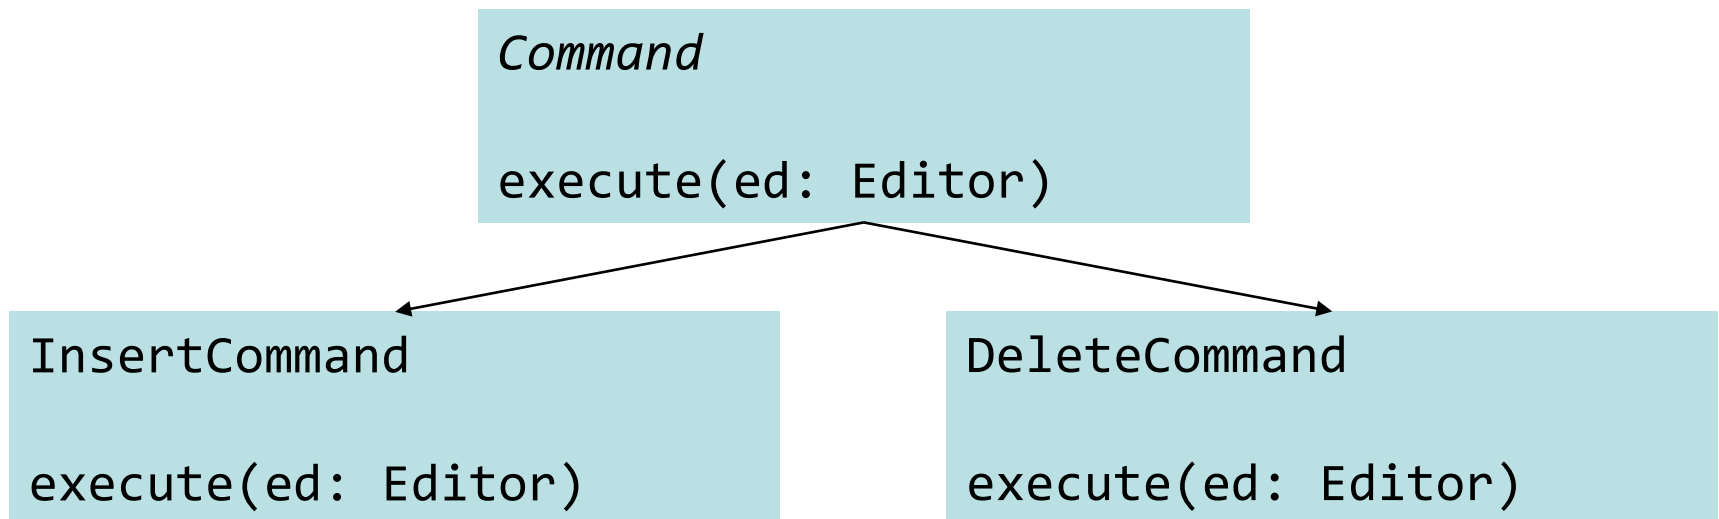 Command
execute(ed: Editor)
InsertCommand
execute(ed: Editor)
DeleteCommand
execute(ed: Editor)